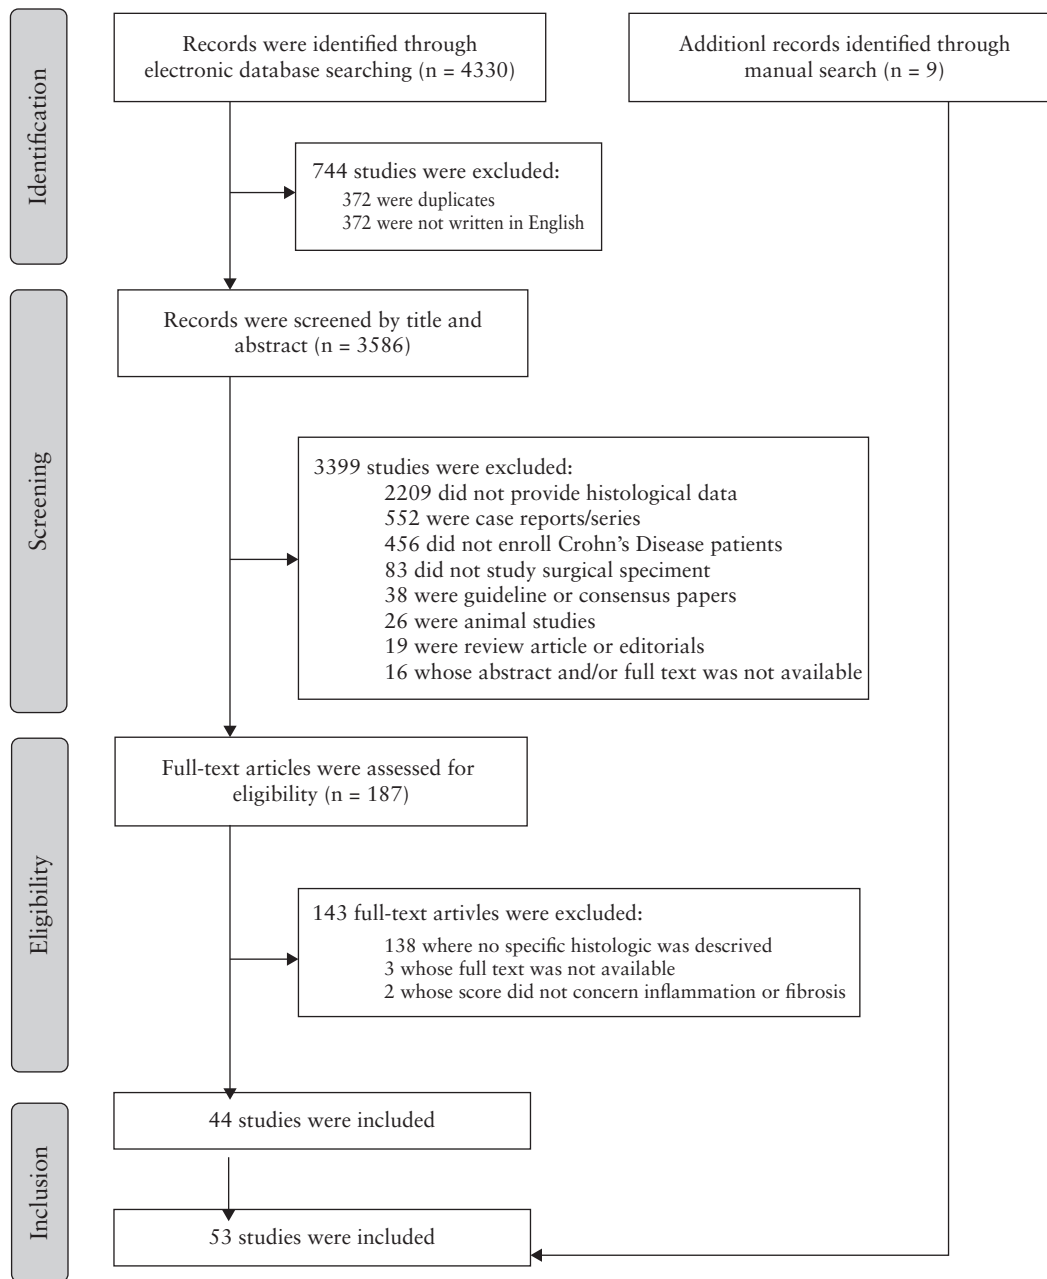 Identification
Records were identified through
electronic database searching (n = 4330)
Additionl records identified through
manual search (n = 9)
744 studies were excluded:
372 were duplicates
372 were not written in English
Screening
Records were screened by title and
abstract (n = 3586)
3399 studies were excluded:
2209 did not provide histological data
552 were case reports/series
456 did not enroll Crohn's Disease patients
83 did not study surgical speciment
38 were guideline or consensus papers
26 were animal studies
19 were review article or editorials
16 whose abstract and/or full text was not available
Eligibility
Full-text articles were assessed for
eligibility (n = 187)
143 full-text artivles were excluded:
138 where no specific histologic was descrived
3 whose full text was not available
2 whose score did not concern inflammation or fibrosis
Inclusion
44 studies were included
53 studies were included